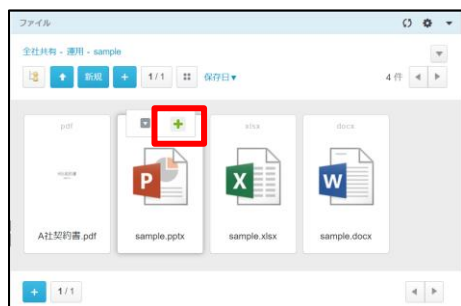 ファイル
全社共有 - 運用 - sample
新規 + 1/1 保存日▼ 4 件
pdf xlsx docx
P X W
A社契約書.pdf sample.pptx sample.xlsx sample.docx
+ 1/1